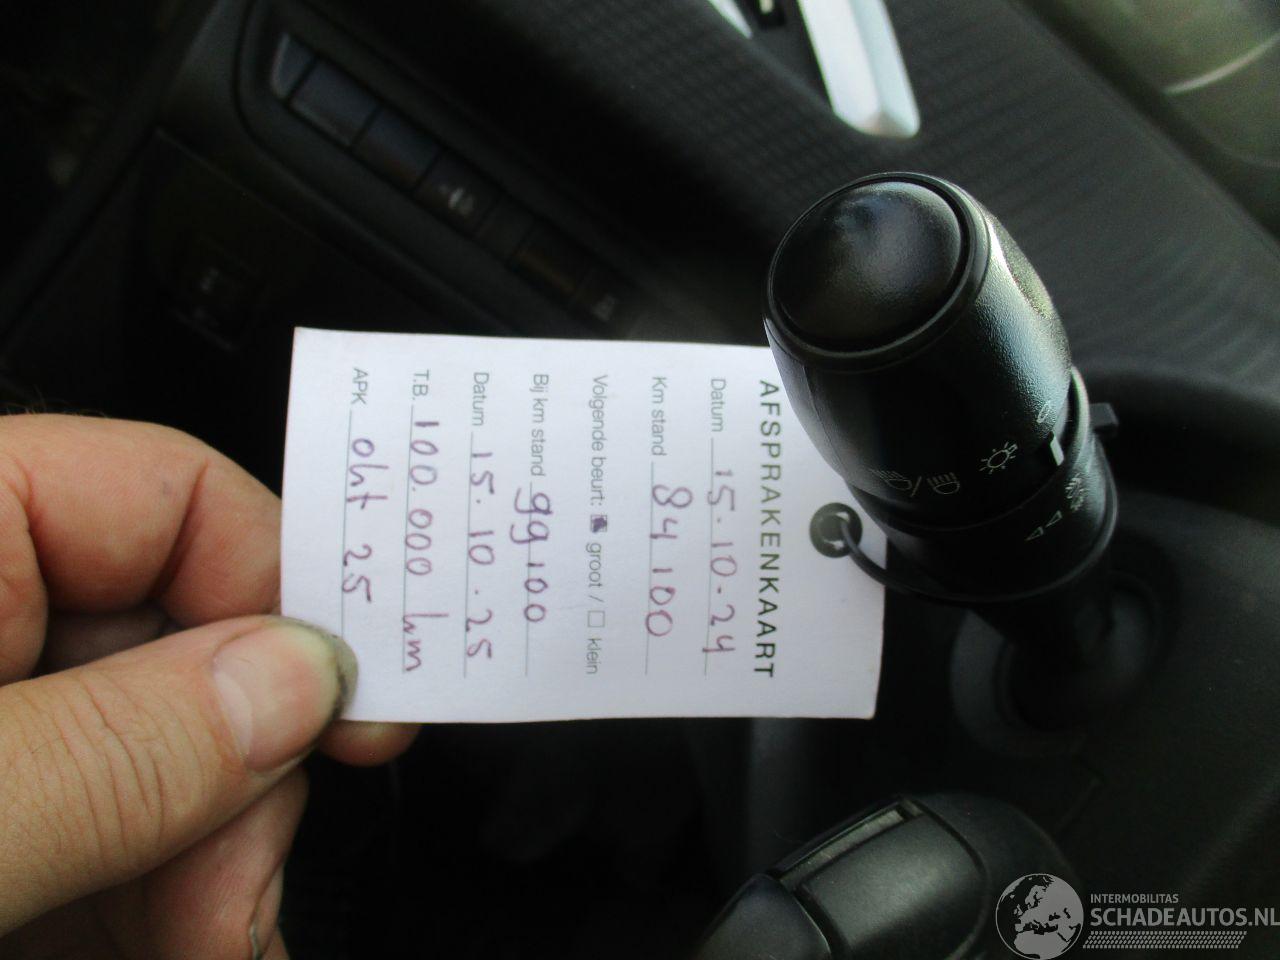 AFSPRAKENKAART
Datum 15.10.24
Km stand 84100
Volgende beurt: groot / klein
Bij km stand 99100
Datum 15.10.25
T.B. 100.000 km
APK okt 25
INTERMOBILITAS
SCHADEAUTOS.NL